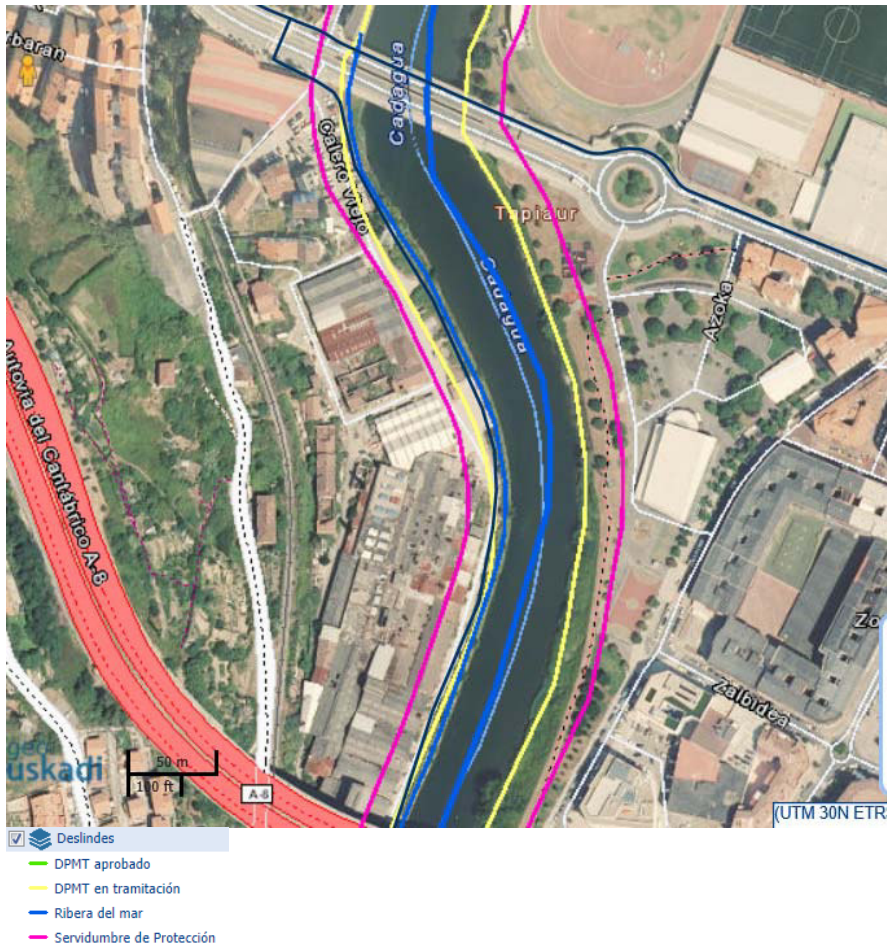 rbaran
Cadagua
Calero viejo
Tapiaur
Cadagua
Azoka
Autovía del Cantábrico A-8
Zo
Zalbidea
geo
uskadi
50 m
100 ft
A-8
(UTM 30N ETR
Deslindes
DPMT aprobado
DPMT en tramitación
Ribera del mar
Servidumbre de Protección